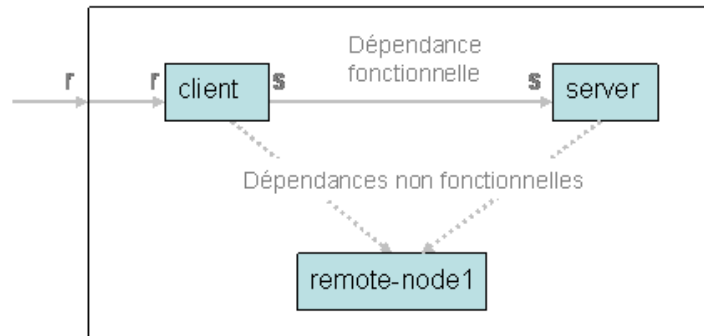 Dépendance
fonctionnelle
r
r
client
s
s
server
Dépendances non fonctionnelles
remote-node1